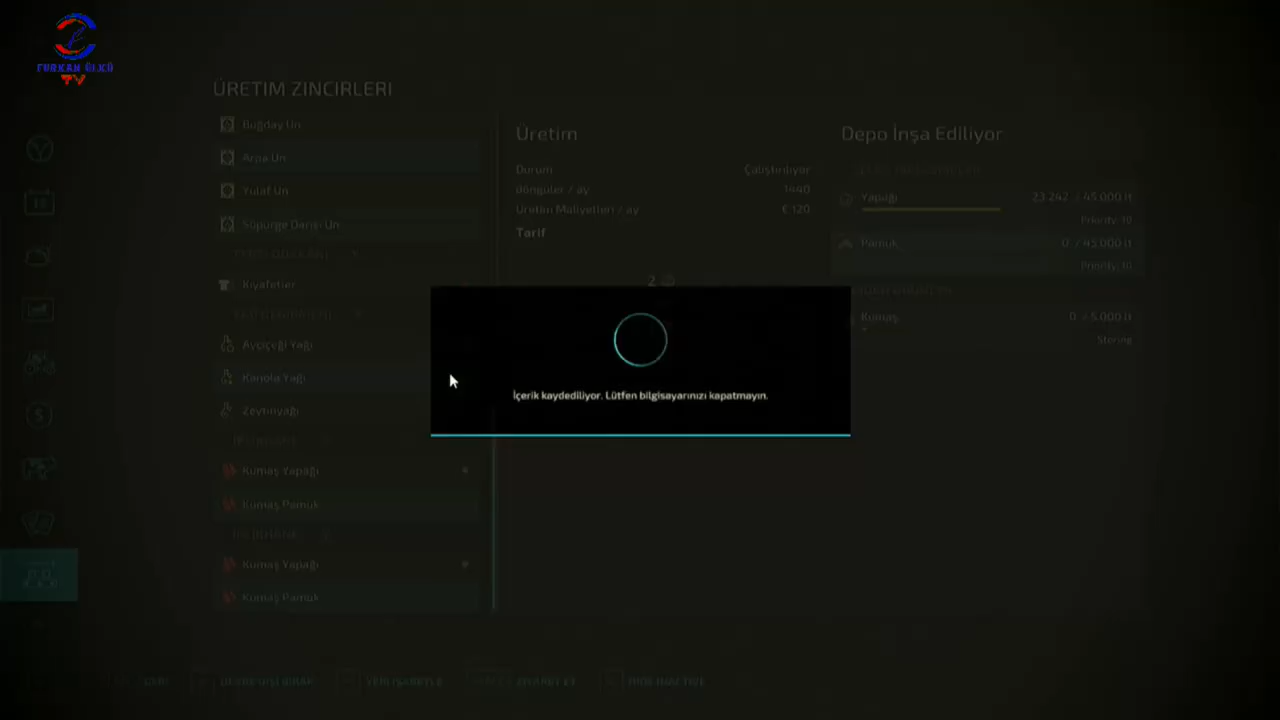 FURKAN ÜLKÜ
TV
ÜRETIM ZINCIRLERI
Buğday Un
Arpa Un
Yulaf Un
Süpürge Darısı Un
Kıyafetler
Ayçiçeği Yağı
Kanola Yağı
Zeytinyağı
Kumaş Yapağı
Kumaş Pamuk
Kumaş Yapağı
Kumaş Pamuk
Üretim
Durum Çalıştırılıyor
döngüler / ay 1440
Üretim Maliyetleri / ay € 120
Tarif
2
Depo İnşa Ediliyor
Yapağı 23.242 / 45.000 lt
Priority: 10
Pamuk 0 / 45.000 lt
Priority: 10
Kumaş 0 / 5.000 lt
Storing
İçerik kaydediliyor. Lütfen bilgisayarınızı kapatmayın.